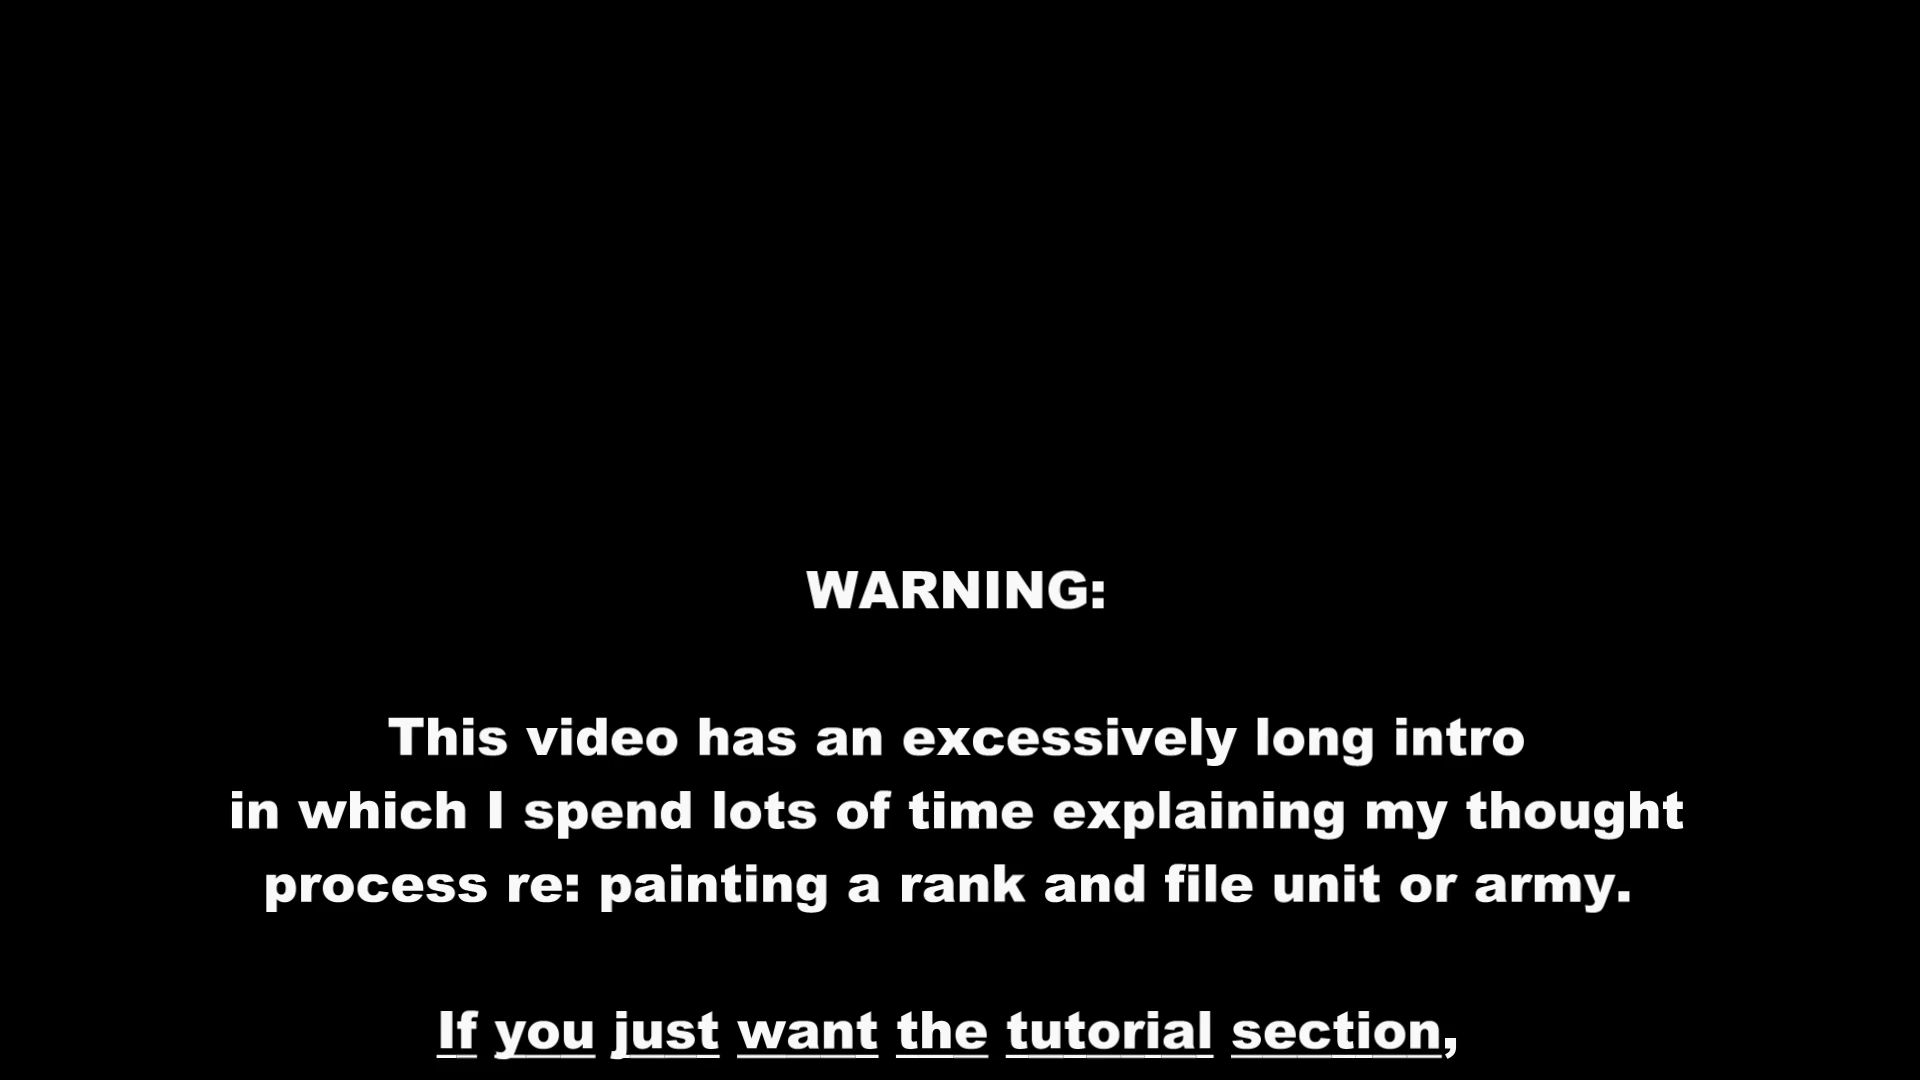 WARNING:
This video has an excessively long intro
in which I spend lots of time explaining my thought
process re: painting a rank and file unit or army.
If you just want the tutorial section,